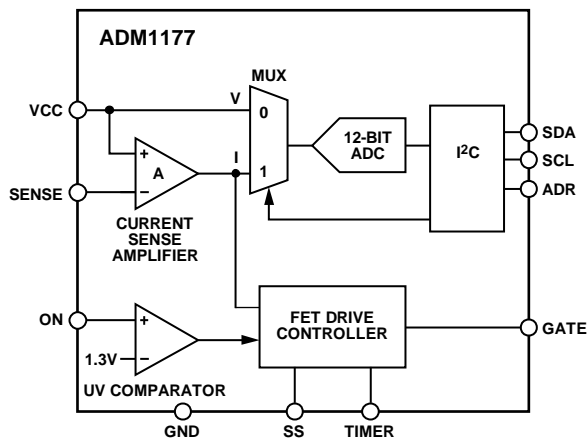 ADM1177
MUX
VCC
V
0
12-BIT
ADC
I²C
SDA
SCL
ADR
+
A
−
I
1
SENSE
CURRENT
SENSE
AMPLIFIER
ON
+
1.3V
−
UV COMPARATOR
FET DRIVE
CONTROLLER
GATE
GND
SS
TIMER